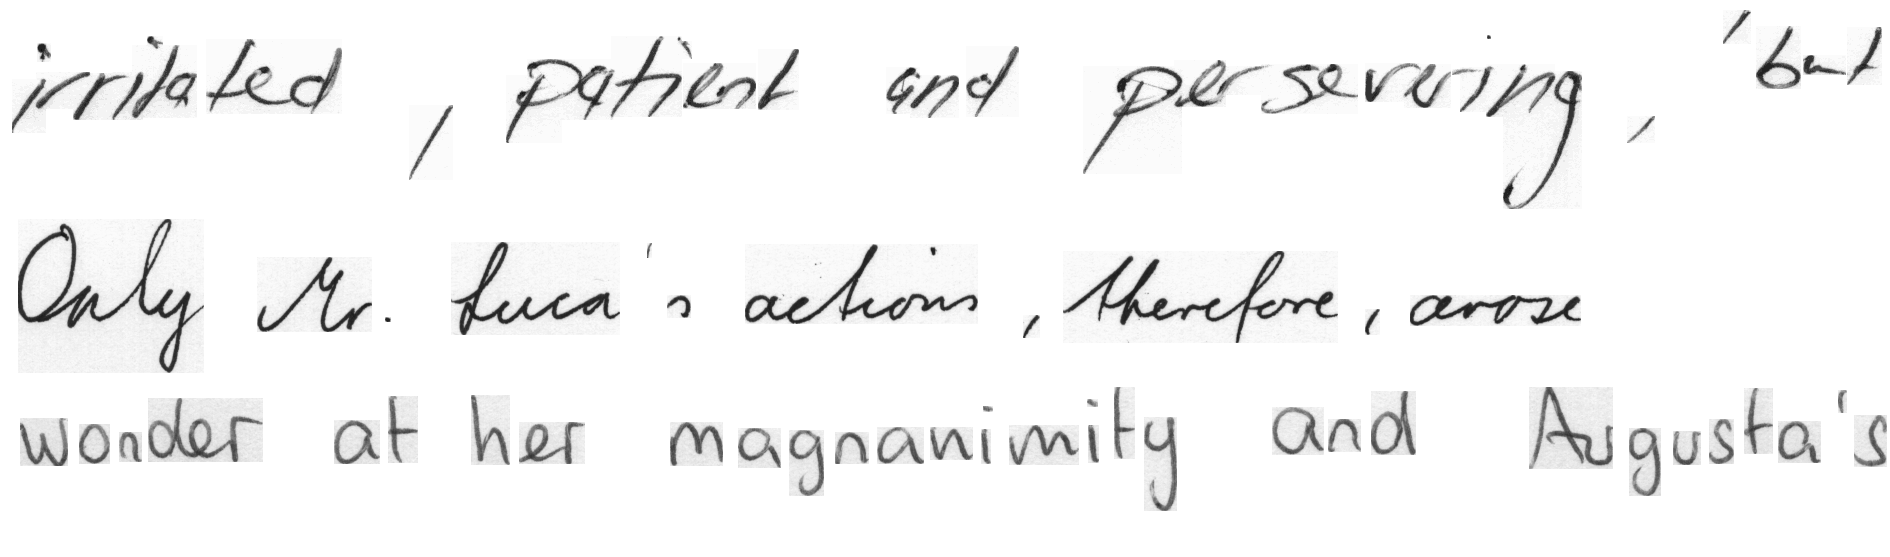 irritated, patient and persevering, 'but
Only Mr. Luca's actions, therefore, arose
wonder at her magnanimity and Augusta's